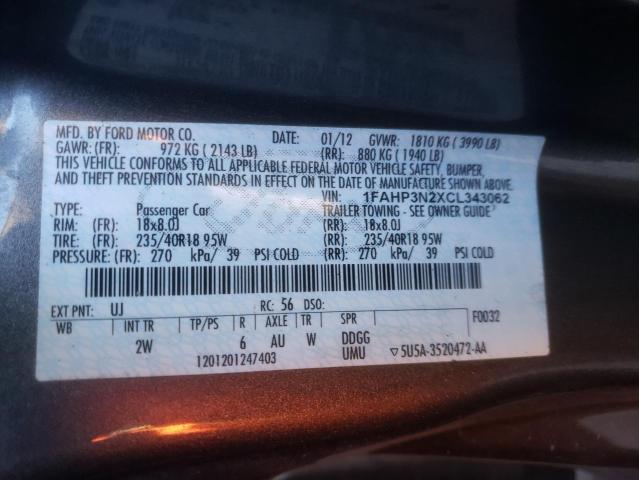 MFD. BY FORD MOTOR CO. DATE: 01/12 GVWR: 1810 KG ( 3990 LB)
GAWR: (FR): 972 KG ( 2143 LB) (RR): 880 KG ( 1940 LB)
THIS VEHICLE CONFORMS TO ALL APPLICABLE FEDERAL MOTOR VEHICLE SAFETY, BUMPER,
AND THEFT PREVENTION STANDARDS IN EFFECT ON THE DATE OF MANUFACTURE SHOWN ABOVE.
VIN: 1FAHP3N2XCL343062
TYPE: Passenger Car TRAILER TOWING - SEE OWNER GUIDE
RIM: (FR): 18x8.0J (RR): 18x8.0J
TIRE: (FR): 235/40R18 95W (RR): 235/40R18 95W
PRESSURE: (FR): 270 kPa/ 39 PSI COLD (RR): 270 kPa/ 39 PSI COLD
EXT PNT: UJ RC: 56 DSO: F0032
WB INT TR TP/PS R AXLE TR SPR
2W 6 AU W DDGG
1201201247403 UMU ▽5U5A-3520472-AA